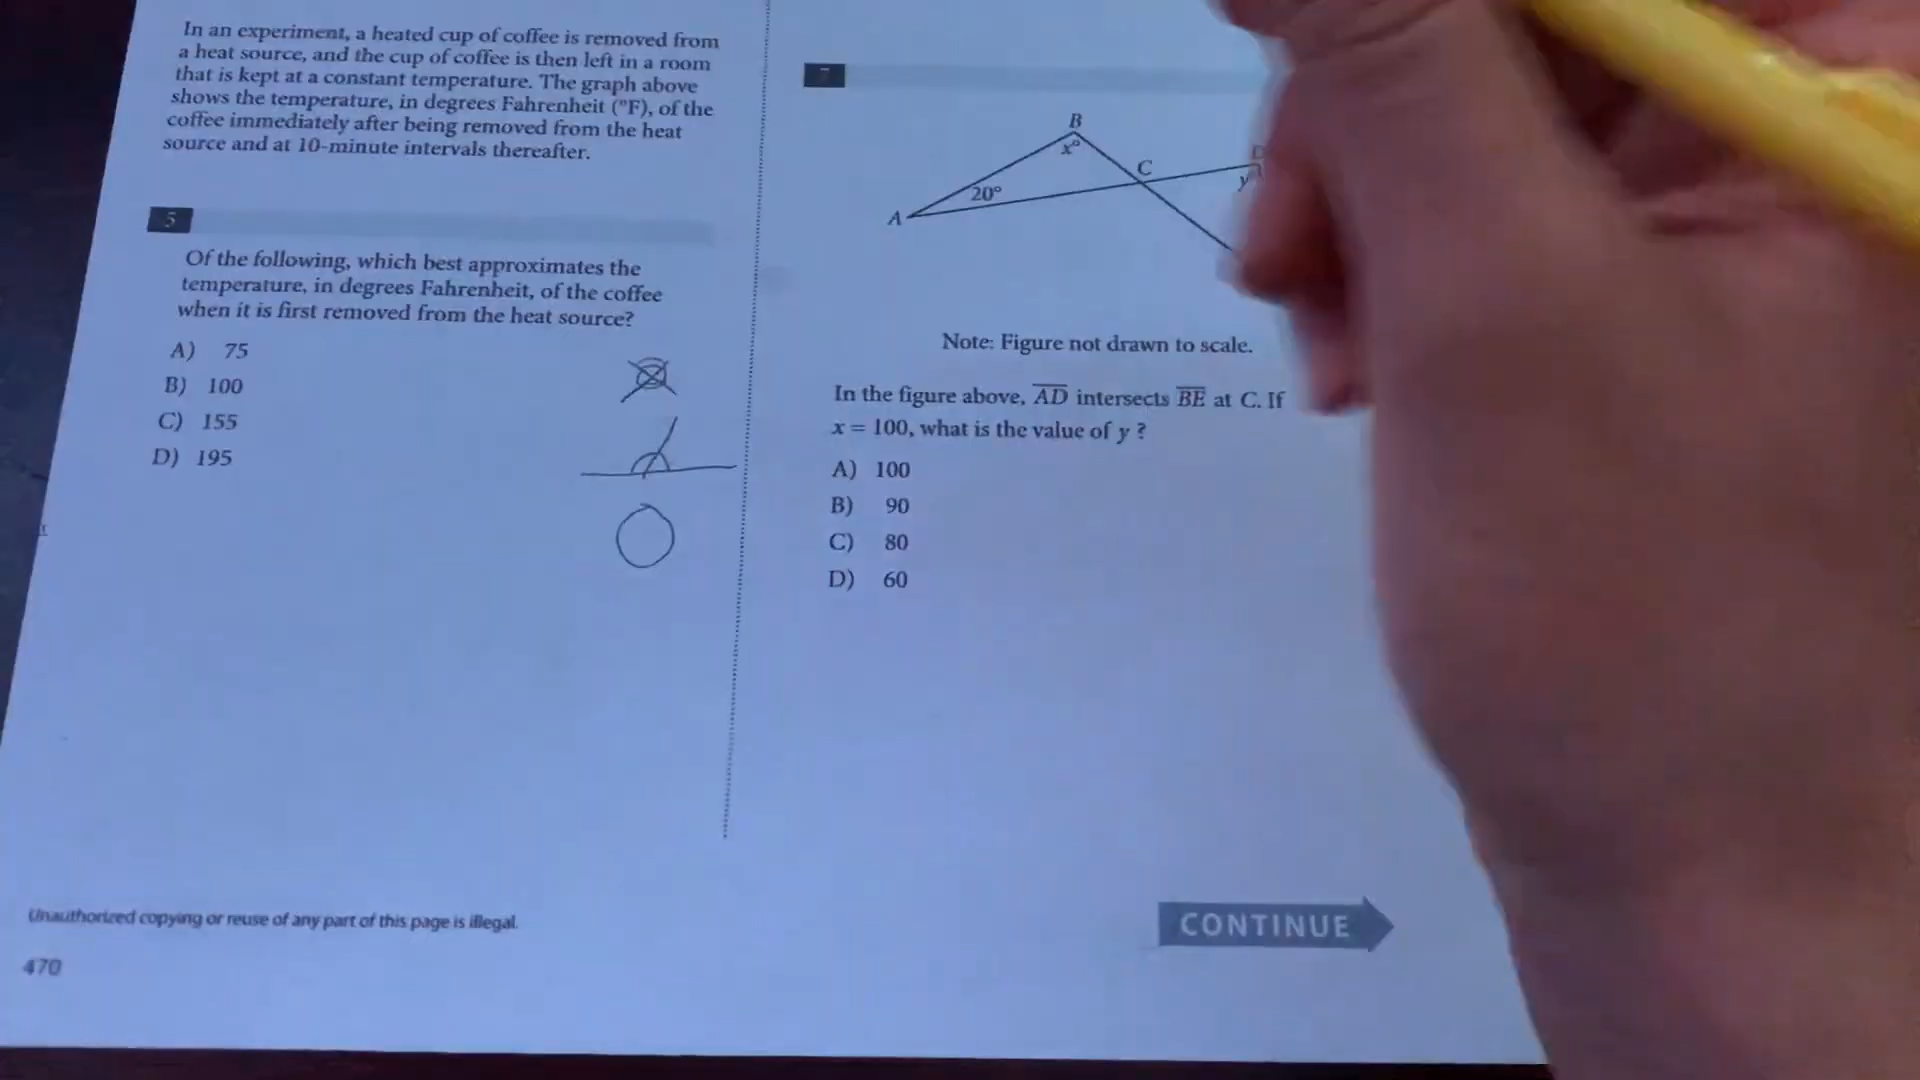 In an experiment, a heated cup of coffee is removed from
a heat source, and the cup of coffee is then left in a room
that is kept at a constant temperature. The graph above
shows the temperature, in degrees Fahrenheit (°F), of the
coffee immediately after being removed from the heat
source and at 10-minute intervals thereafter.
5
Of the following, which best approximates the
temperature, in degrees Fahrenheit, of the coffee
when it is first removed from the heat source?
A) 75
B) 100
C) 155
D) 195
Unauthorized copying or reuse of any part of this page is illegal.
470
7
B
x°
C
D
y°
20°
A
Note: Figure not drawn to scale.
In the figure above, AD intersects BE at C. If
x = 100, what is the value of y ?
A) 100
B) 90
C) 80
D) 60
CONTINUE